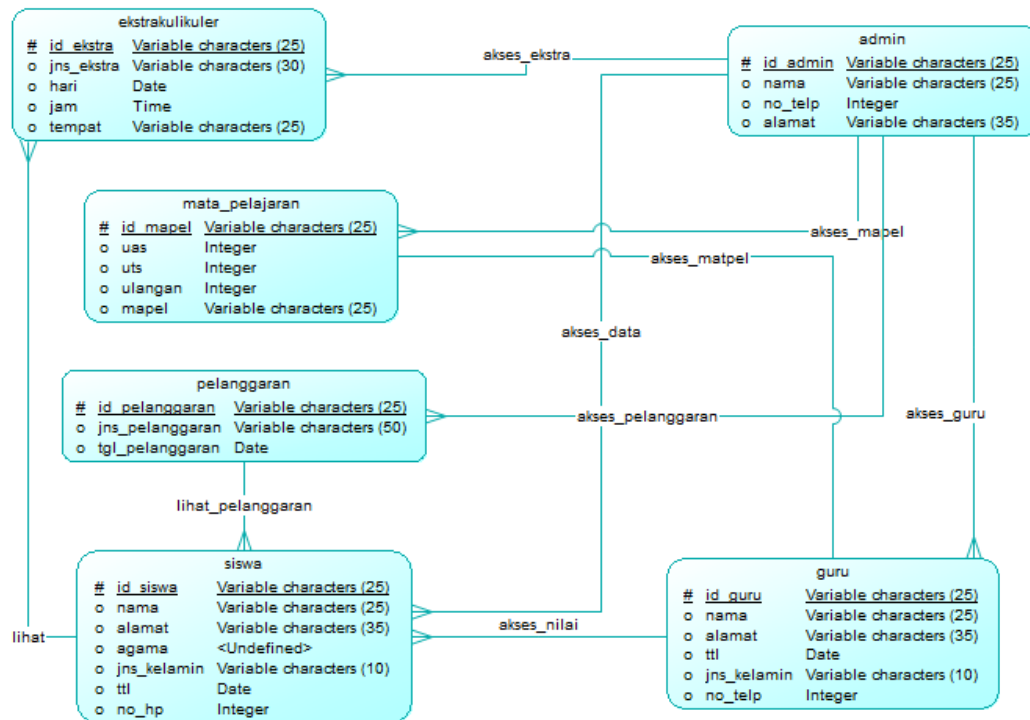 ekstrakulikuler
# id_ekstra Variable characters (25)
o jns_ekstra Variable characters (30)
o hari Date
o jam Time
o tempat Variable characters (25)
akses_ekstra
admin
# id_admin Variable characters (25)
o nama Variable characters (25)
o no_telp Integer
o alamat Variable characters (35)
mata_pelajaran
# id_mapel Variable characters (25)
o uas Integer
o uts Integer
o ulangan Integer
o mapel Variable characters (25)
akses_mapel
akses_matpel
akses_data
pelanggaran
# id_pelanggaran Variable characters (25)
o jns_pelanggaran Variable characters (50)
o tgl_pelanggaran Date
akses_pelanggaran
akses_guru
lihat_pelanggaran
siswa
# id_siswa Variable characters (25)
o nama Variable characters (25)
o alamat Variable characters (35)
o agama <Undefined>
o jns_kelamin Variable characters (10)
o ttl Date
o no_hp Integer
lihat
akses_nilai
guru
# id_guru Variable characters (25)
o nama Variable characters (25)
o alamat Variable characters (35)
o ttl Date
o jns_kelamin Variable characters (10)
o no_telp Integer